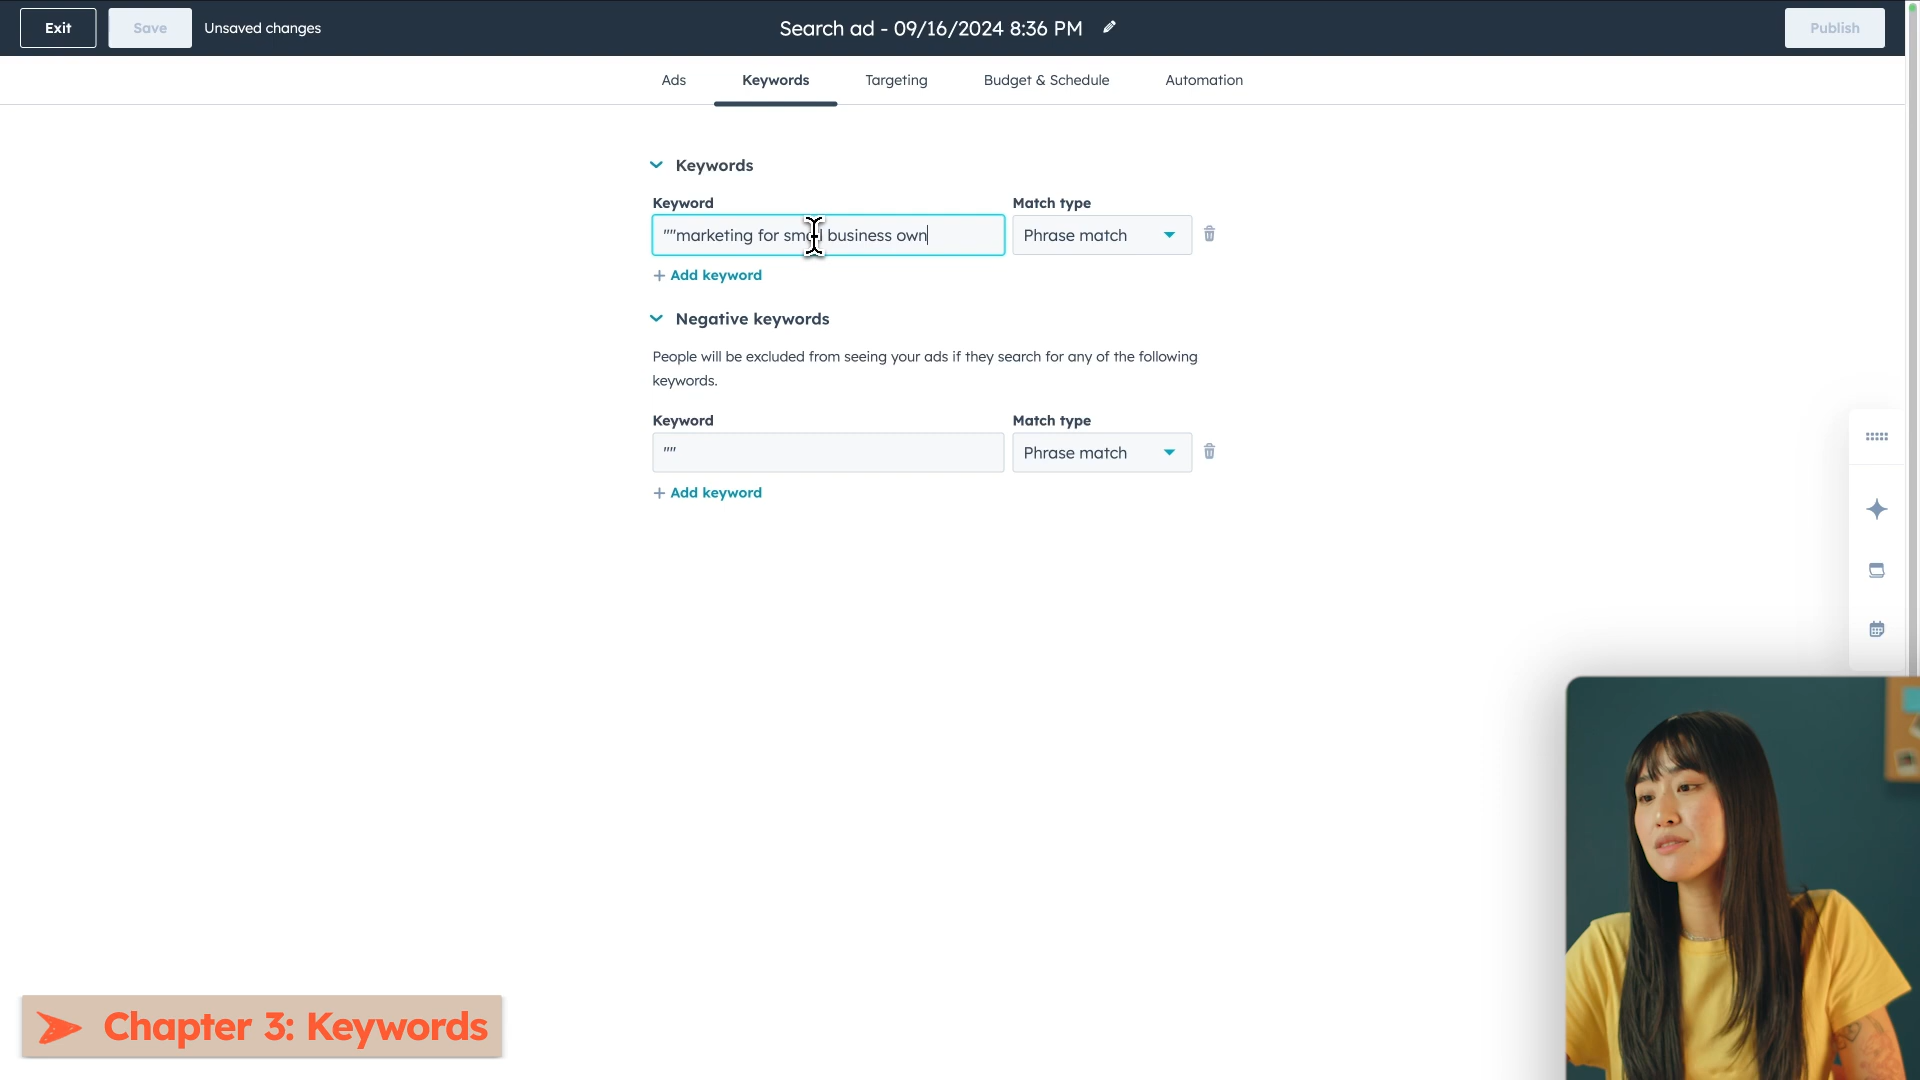 Exit
Save
Unsaved changes
Search ad - 09/16/2024 8:36 PM
Publish
Ads
Keywords
Targeting
Budget & Schedule
Automation
Keywords
Keyword
Match type
""marketing for small business own
Phrase match
+ Add keyword
Negative keywords
People will be excluded from seeing your ads if they search for any of the following
keywords.
Keyword
Match type
""
Phrase match
+ Add keyword
Chapter 3: Keywords